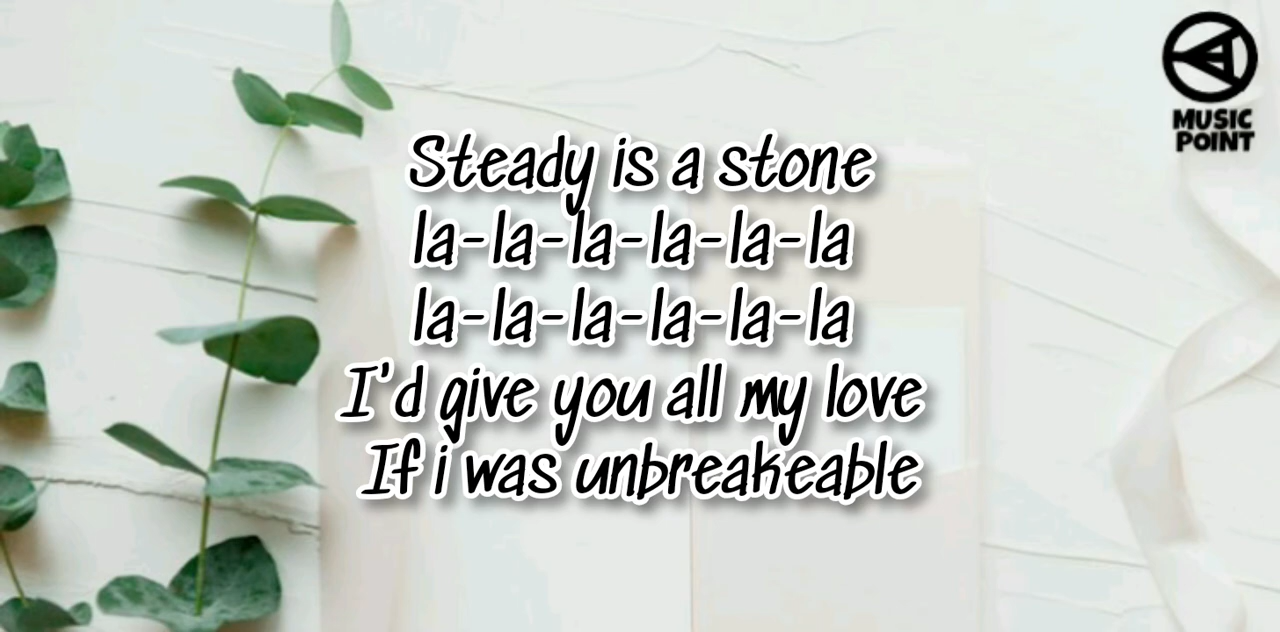 Steady is a stone
la-la-la-la-la-la
la-la-la-la-la-la
I'd give you all my love
If i was unbreakeable
MUSIC
POINT